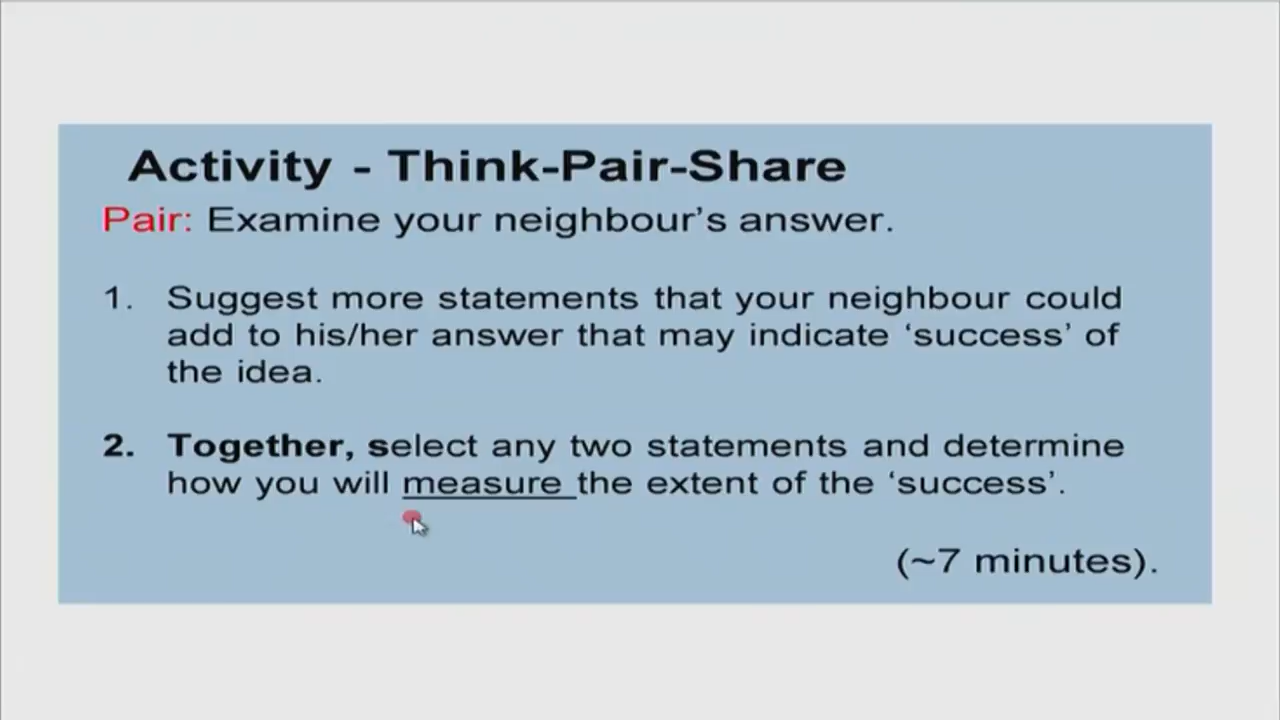 Activity - Think-Pair-Share
Pair: Examine your neighbour’s answer.
1. Suggest more statements that your neighbour could
add to his/her answer that may indicate ‘success’ of
the idea.
2. Together, select any two statements and determine
how you will measure the extent of the ‘success’.
(~7 minutes).